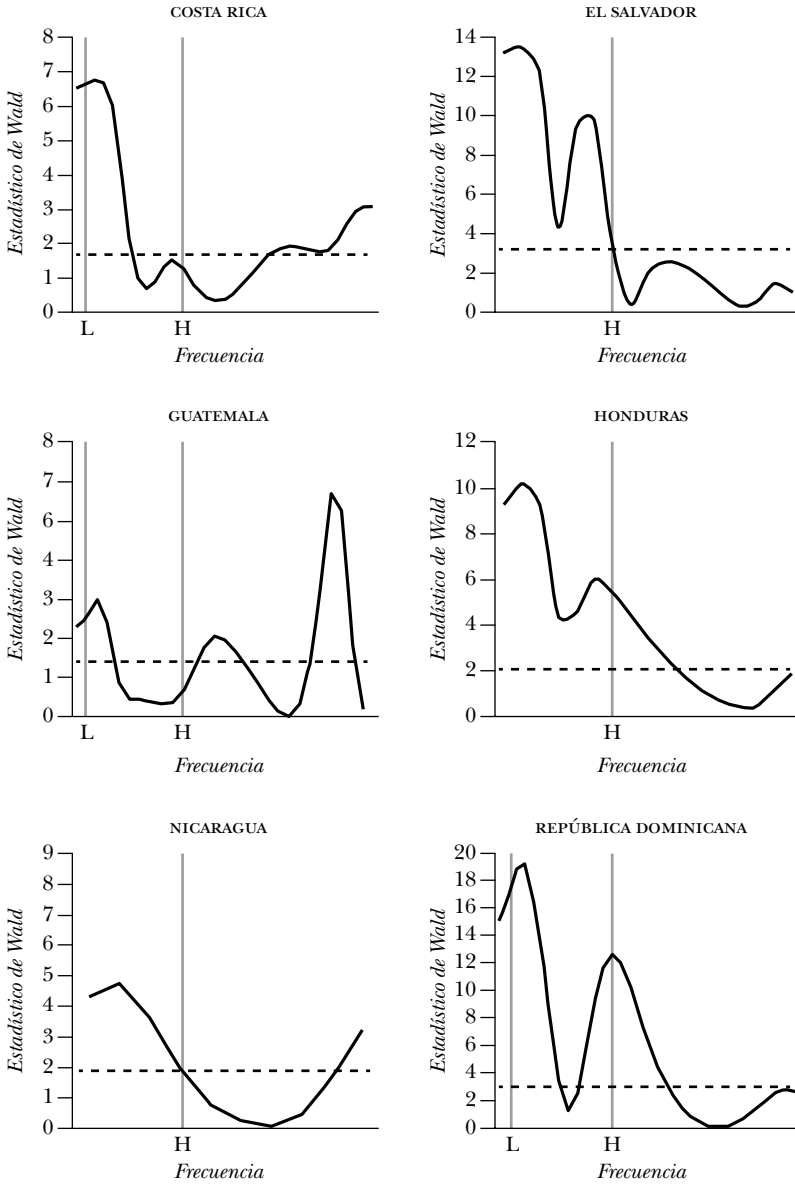 COSTA RICA
Estadístico de Wald
8
7
6
5
4
3
2
1
0
L H
Frecuencia
EL SALVADOR
Estadístico de Wald
14
12
10
8
6
4
2
0
H
Frecuencia
GUATEMALA
Estadístico de Wald
8
7
6
5
4
3
2
1
0
L H
Frecuencia
HONDURAS
Estadístico de Wald
12
10
8
6
4
2
0
H
Frecuencia
NICARAGUA
Estadístico de Wald
9
8
7
6
5
4
3
2
1
0
H
Frecuencia
REPÚBLICA DOMINICANA
Estadístico de Wald
20
18
16
14
12
10
8
6
4
2
0
L H
Frecuencia